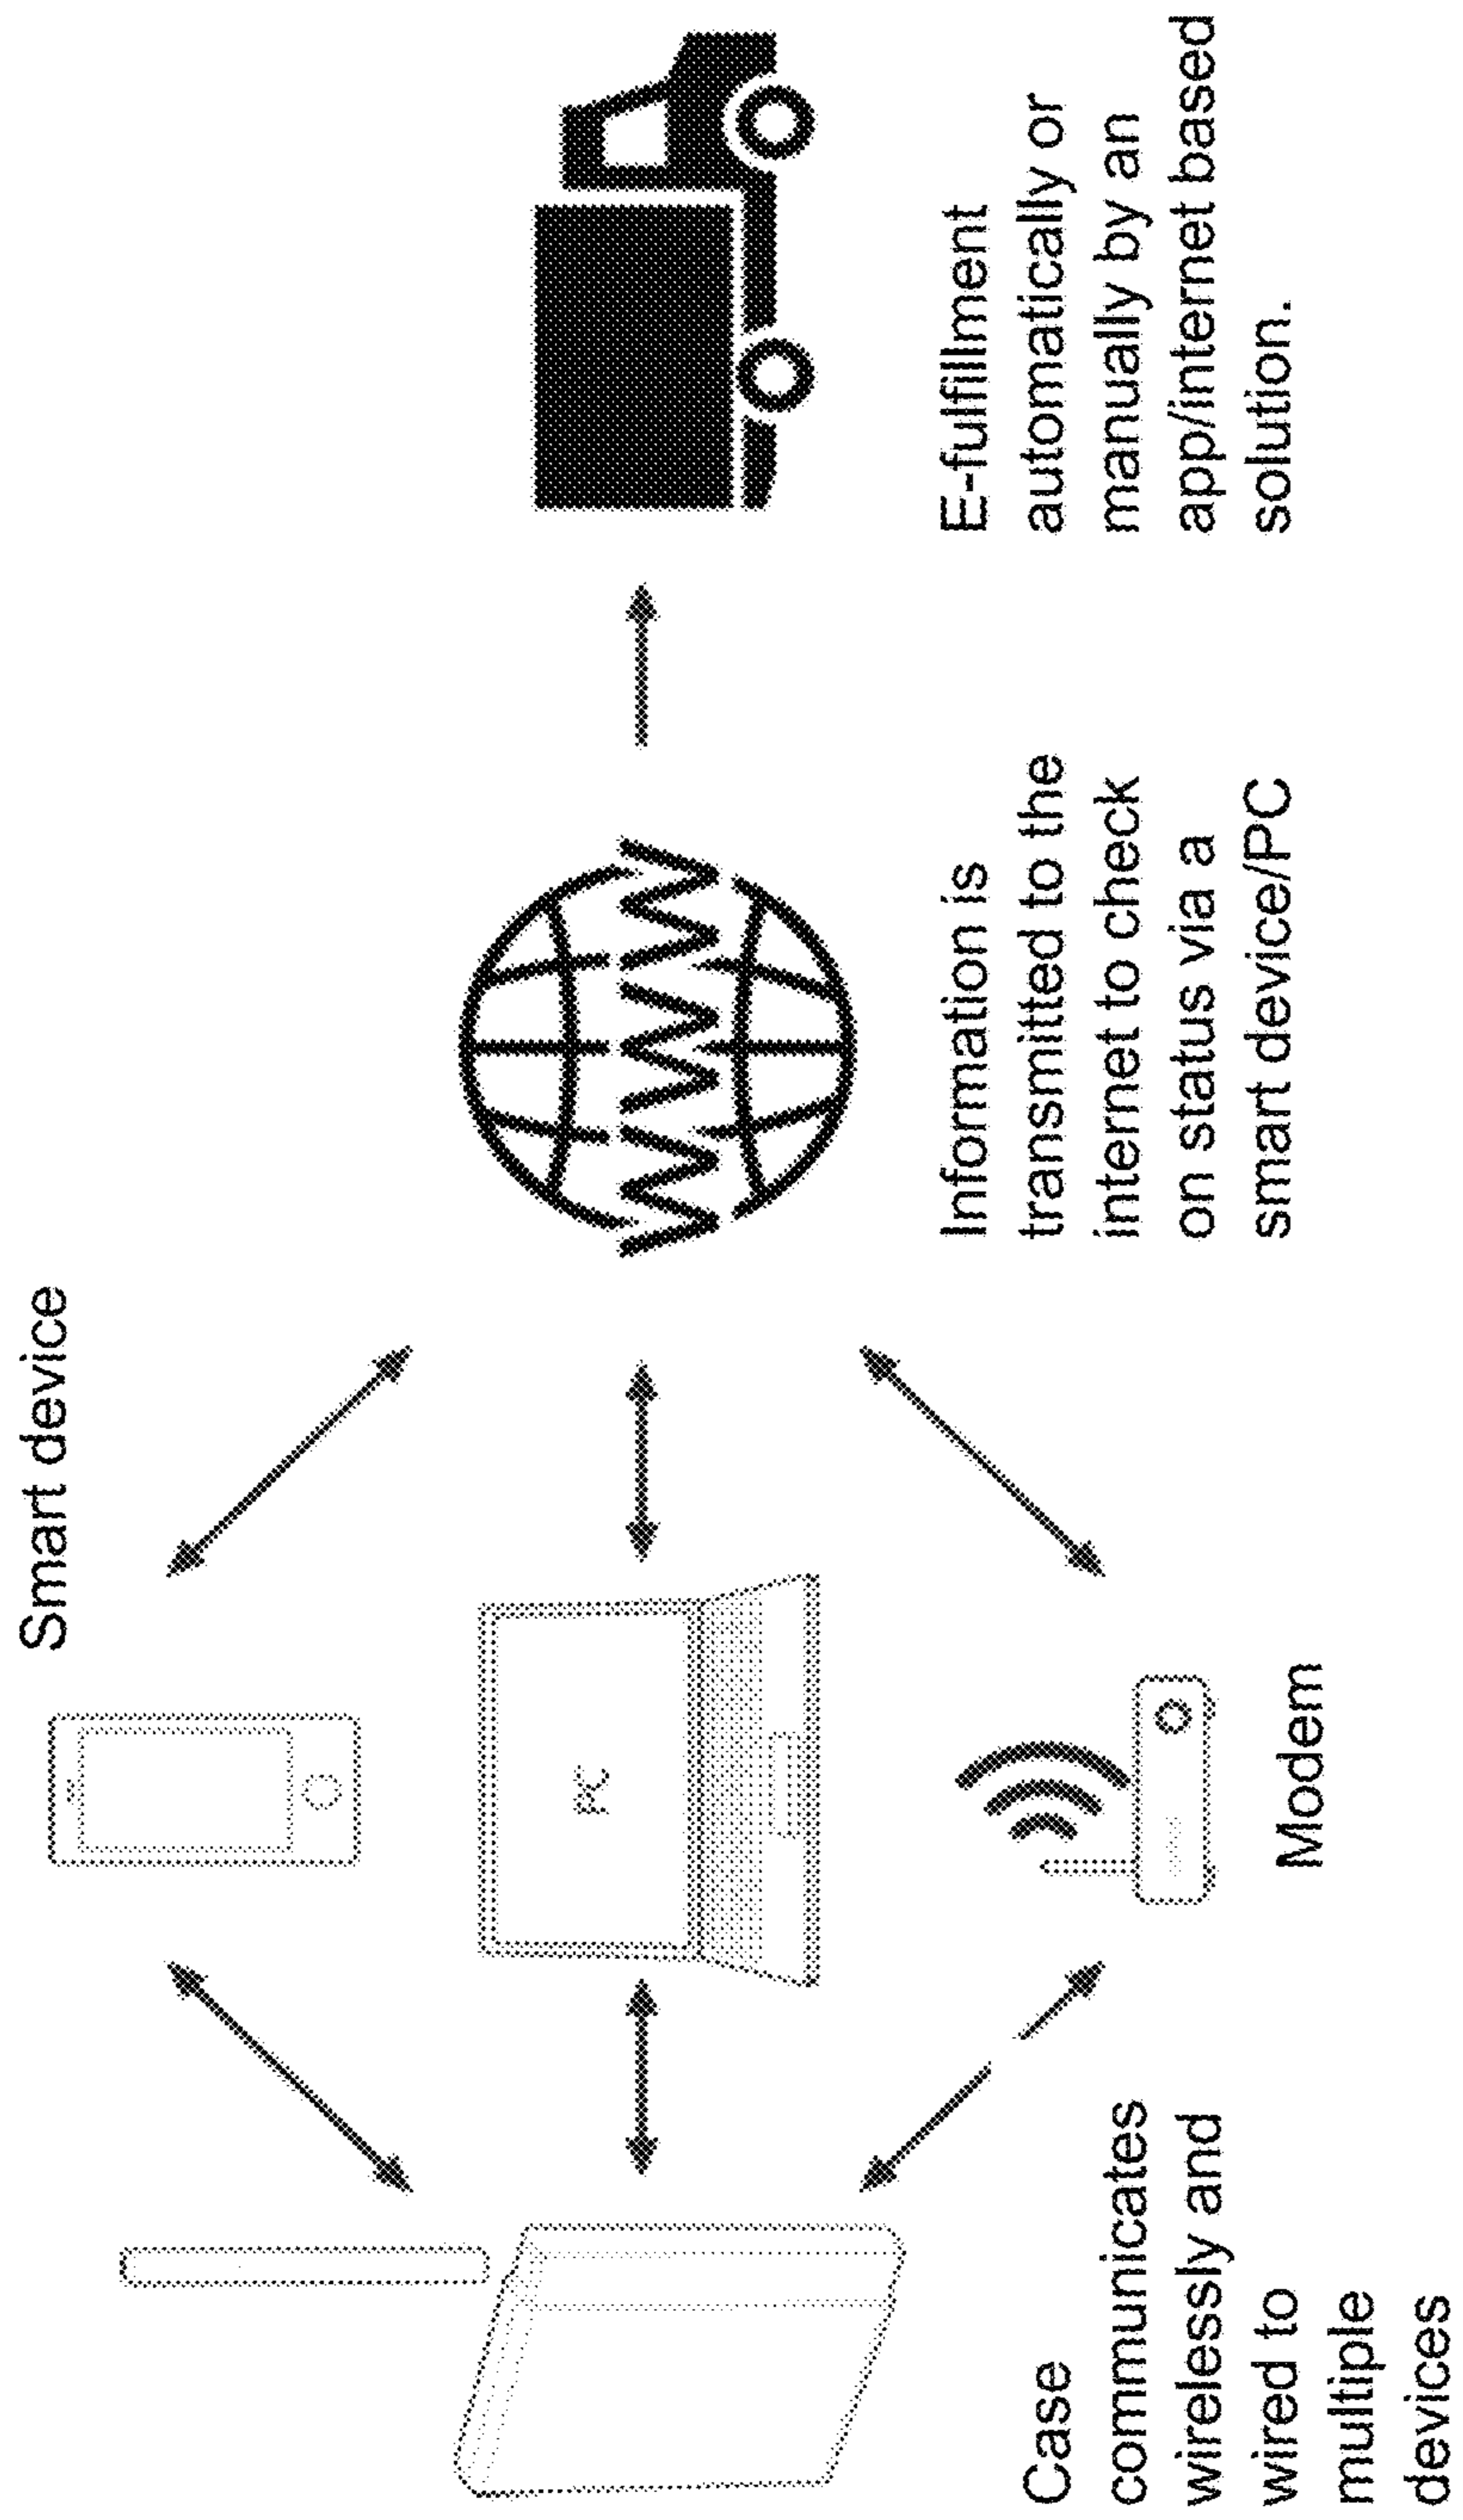 Smart device
PC
Modem
Case
communicates
wirelessly and
wired to
multiple
devices
WWW
Information is
transmitted to the
internet to check
on status via a
smart device/PC
E-fulfillment
automatically or
manually by an
app/internet based
solution.